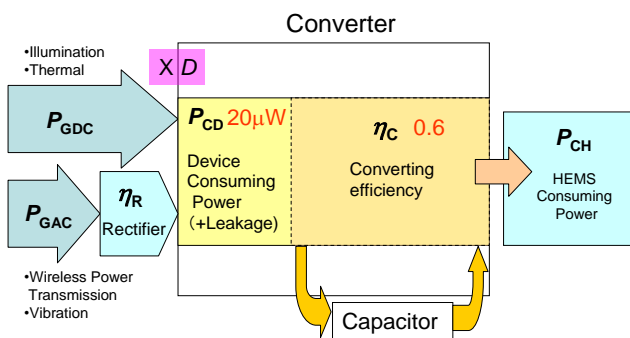 Converter
•Illumination
•Thermal
X D
PGDC
PCD 20μW
Device
Consuming
Power
(+Leakage)
ηC 0.6
Converting
efficiency
PCH
HEMS
Consuming
Power
PGAC
ηR
Rectifier
•Wireless Power
Transmission
•Vibration
Capacitor